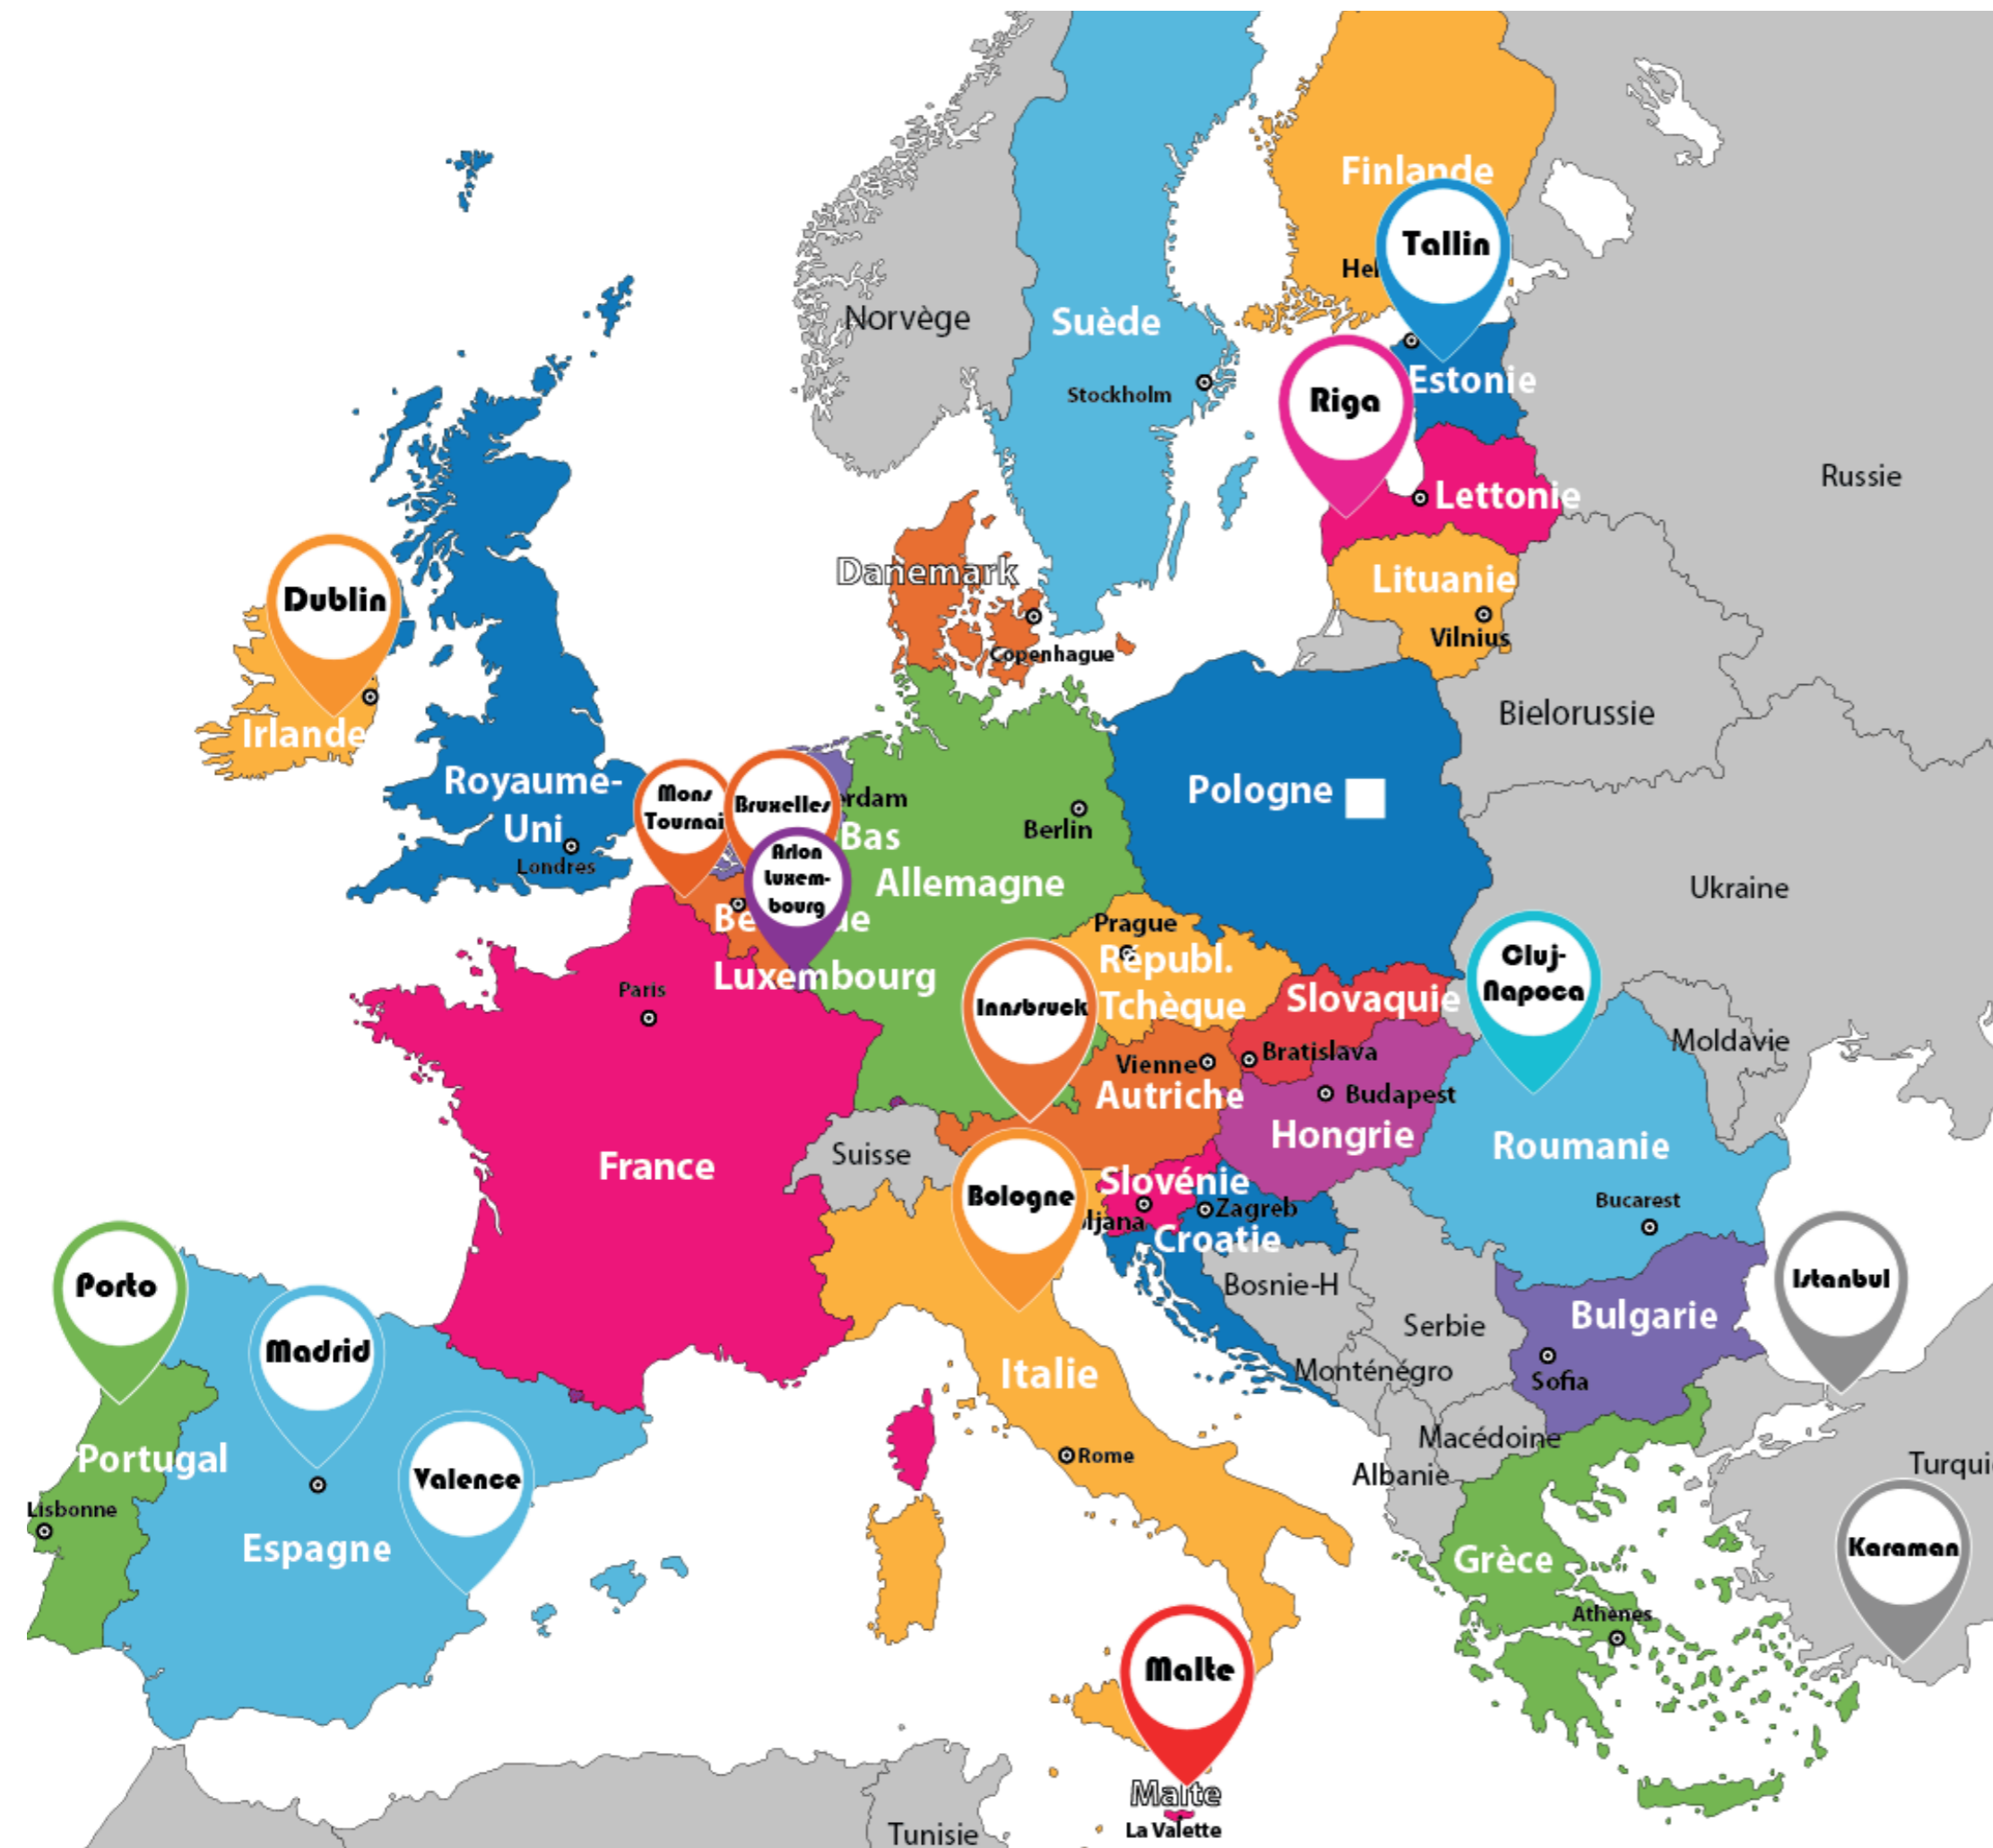 Finlande
Tallin
Hel
Norvège
Suède
Stockholm
Estonie
Riga
Lettonie
Russie
Danemark
Copenhague
Lituanie
Vilnius
Dublin
Irlande
Bielorussie
Royaume-
Uni
Londres
Mons
Tournai
Bruxelles
erdam
Bas
Arlon
Luxem-
bourg
Be
ue
Luxembourg
Berlin
Allemagne
Pologne
Ukraine
Prague
Républ.
Tchèque
Slovaquie
Cluj-
Napoca
Moldavie
Paris
Innsbruck
Vienne
Bratislava
Autriche
Budapest
Hongrie
Roumanie
Bucarest
France
Suisse
Bologne
Slovénie
ljana
Zagreb
Croatie
Bosnie-H
Serbie
Bulgarie
Sofia
Istanbul
Porto
Madrid
Valence
Portugal
Lisbonne
Espagne
Italie
Rome
Monténégro
Macédoine
Albanie
Turqui
Karaman
Grèce
Athènes
Malte
Malte
La Valette
Tunisie